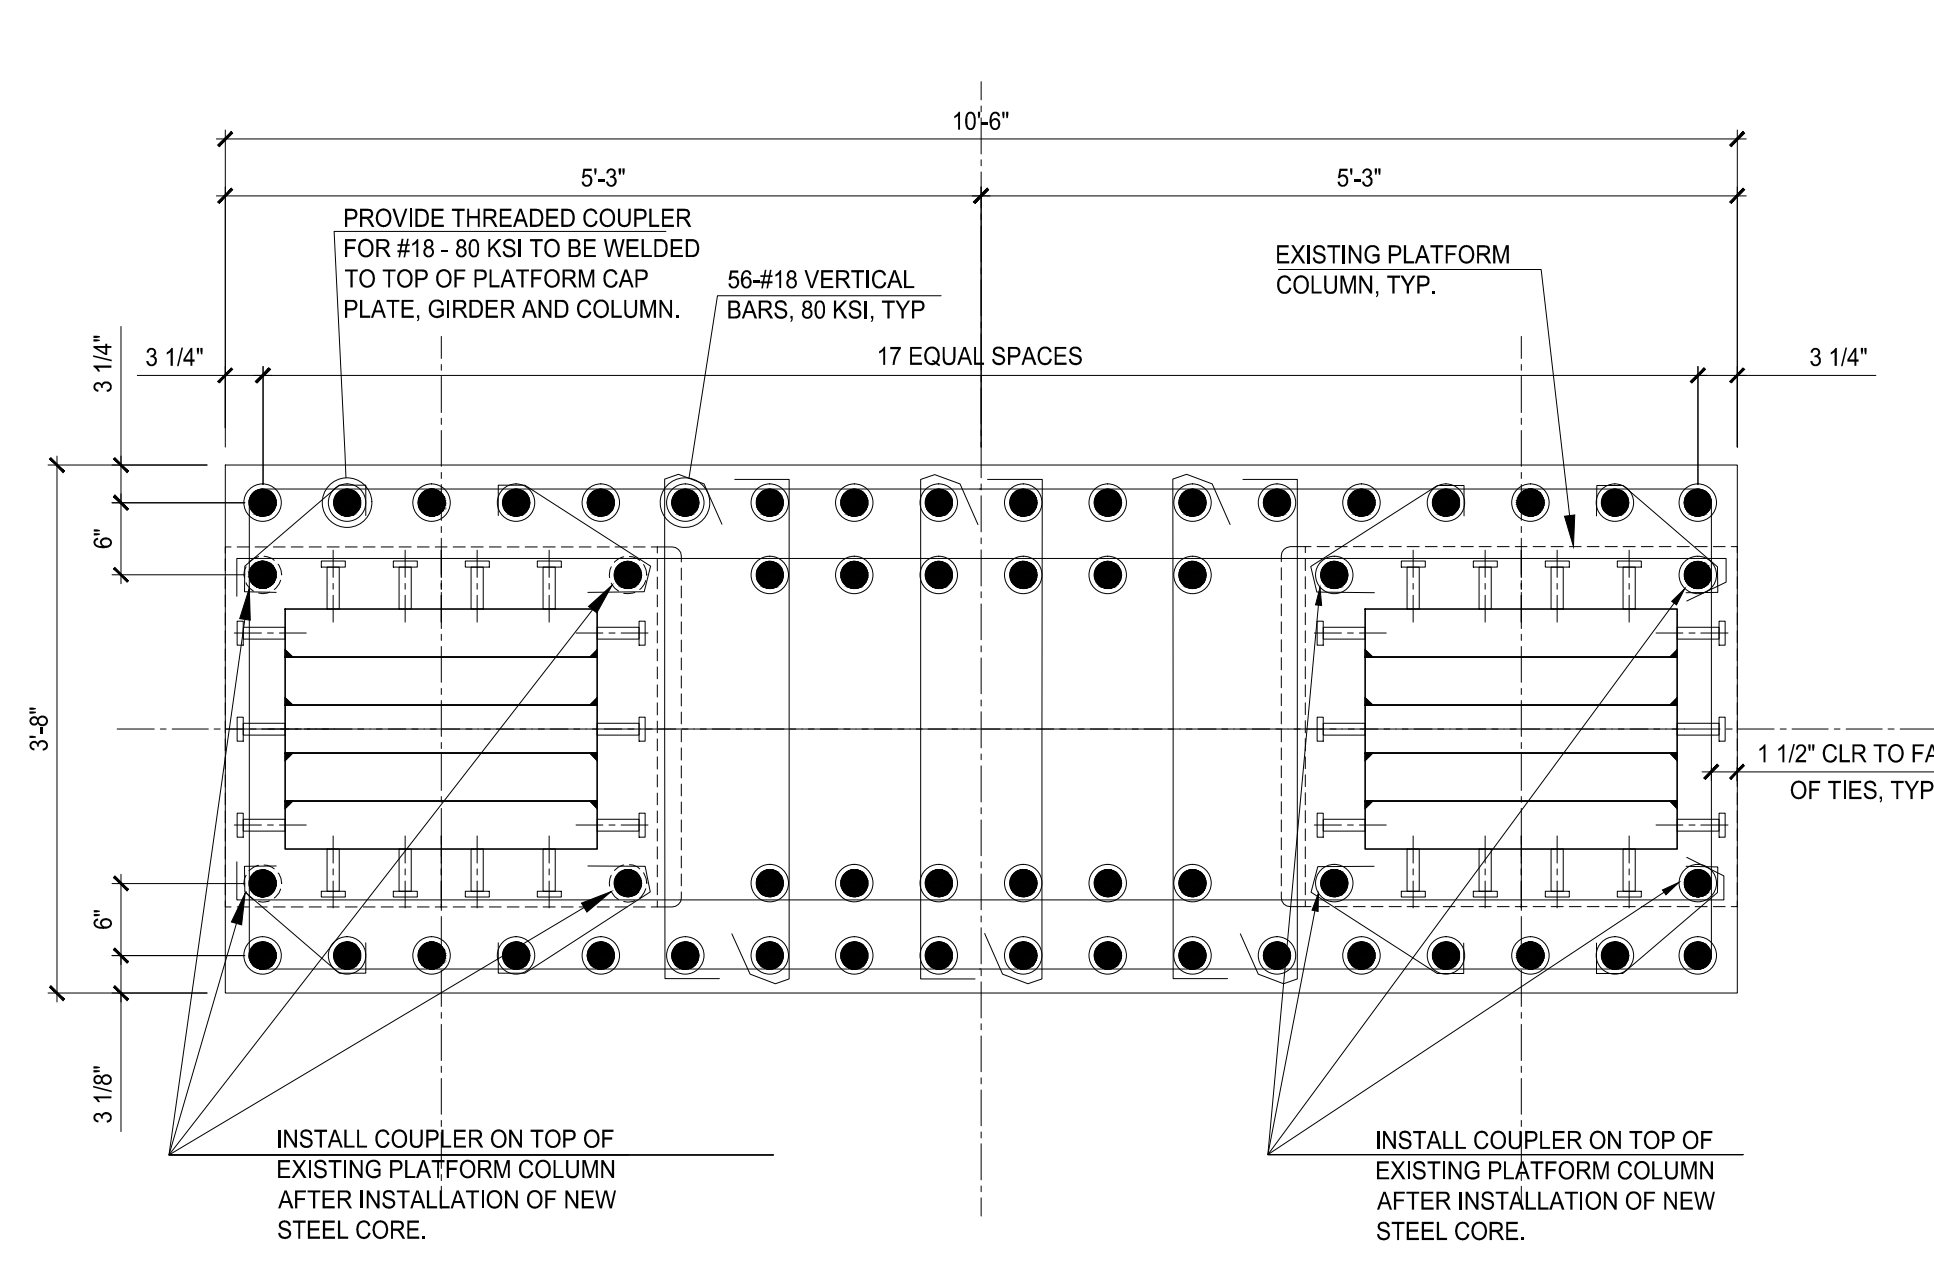 10'-6"
5'-3"
5'-3"
PROVIDE THREADED COUPLER
FOR #18 - 80 KSI TO BE WELDED
TO TOP OF PLATFORM CAP
PLATE, GIRDER AND COLUMN.
56-#18 VERTICAL
BARS, 80 KSI, TYP
EXISTING PLATFORM
COLUMN, TYP.
3 1/4"
3 1/4"
17 EQUAL SPACES
3 1/4"
6"
3'-8"
1 1/2" CLR TO FA
OF TIES, TYP
6"
3 1/8"
INSTALL COUPLER ON TOP OF
EXISTING PLATFORM COLUMN
AFTER INSTALLATION OF NEW
STEEL CORE.
INSTALL COUPLER ON TOP OF
EXISTING PLATFORM COLUMN
AFTER INSTALLATION OF NEW
STEEL CORE.